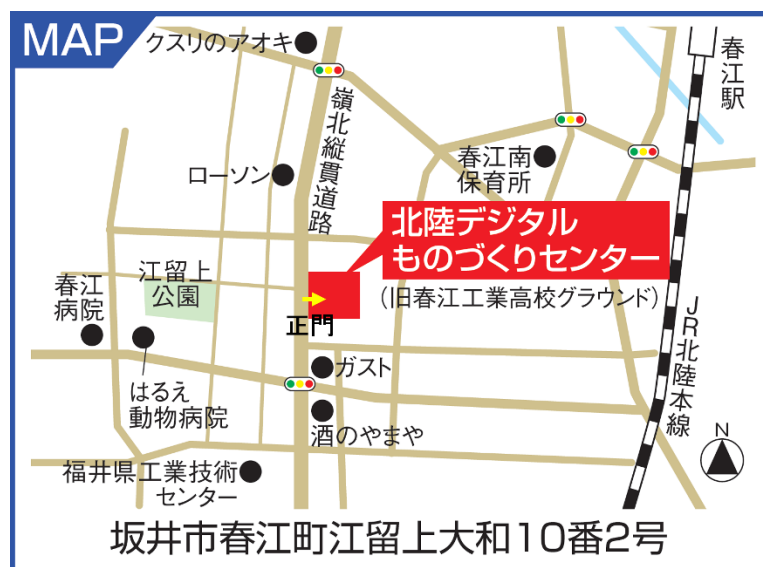 MAP
クスリのアオキ
春江駅
嶺北縦貫道路
ローソン
春江南
保育所
北陸デジタル
ものづくりセンター
(旧春江工業高校グラウンド)
江留上
公園
春江
病院
正門
はるえ
動物病院
ガスト
酒のやまや
JR北陸本線
N
福井県工業技術
センター
坂井市春江町江留上大和10番2号